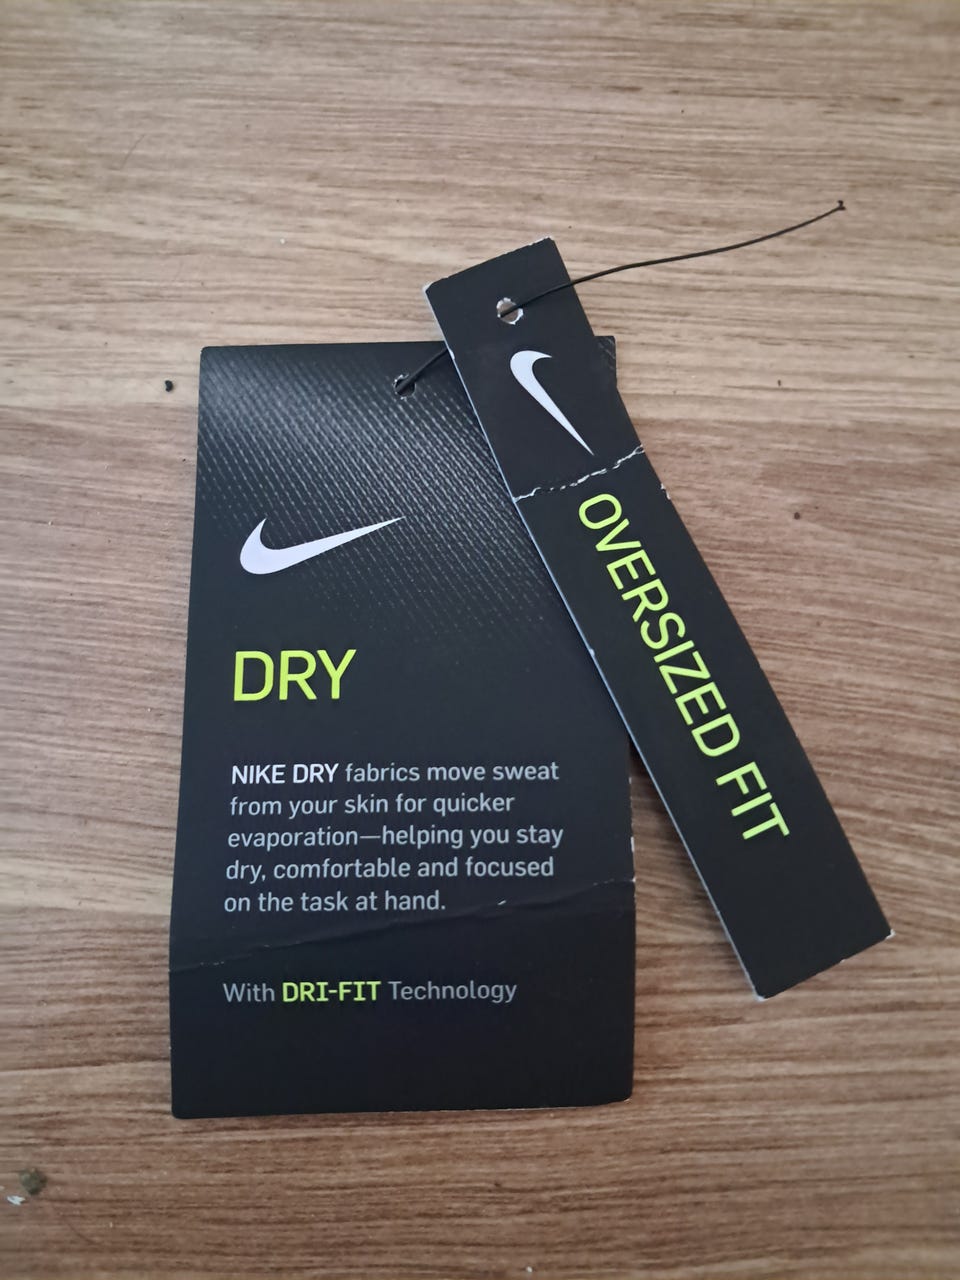 DRY
NIKE DRY fabrics move sweat
from your skin for quicker
evaporation—helping you stay
dry, comfortable and focused
on the task at hand.
With DRI-FIT Technology
OVERSIZED FIT